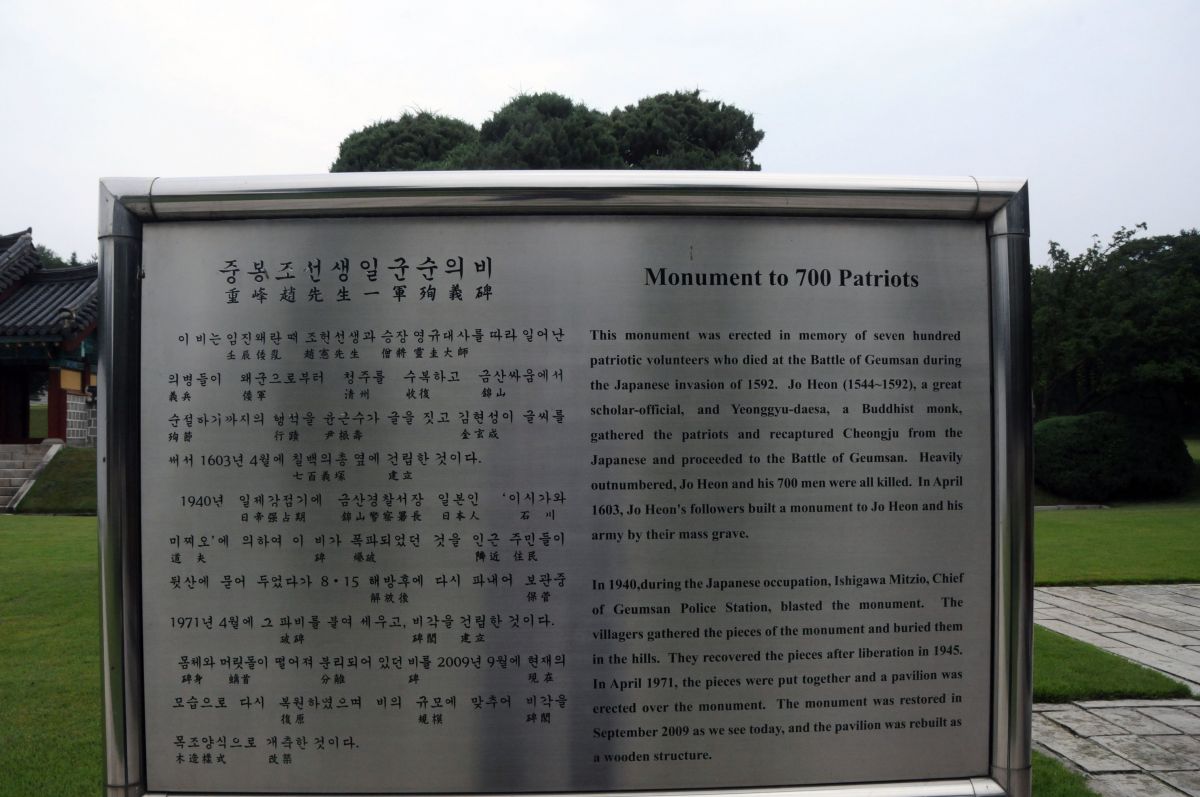 중봉조선생일군순의비
重峰趙先生一軍殉義碑
이 비는 임진왜란 때 조헌선생과 승장 영규대사를 따라 일어난
壬辰倭亂 趙憲先生 僧將 靈圭大師
의병들이 왜군으로부터 청주를 수복하고 금산싸움에서
義兵 倭軍 清州 收復 錦山
순절하기까지의 행적을 윤근수가 글을 짓고 김현성이 글씨를
殉節 行蹟 尹根壽 金玄成
써서 1603년 4월에 칠백의총 옆에 건립한 것이다.
七百義塚 建立
1940년 일제강점기에 금산경찰서장 일본인 '이시가와
日帝强占期 錦山警察署長 日本人 石川
미찌오'에 의하여 이 비가 폭파되었던 것을 인근 주민들이
道夫 碑 爆破 隣近 住民
뒷산에 묻어 두었다가 8·15 해방후에 다시 파내어 보관중
解放後 保管
1971년 4월에 그 파비를 붙여 세우고, 비각을 건립한 것이다.
破碑 碑閣 建立
몸체와 머릿돌이 떨어져 분리되어 있던 비를 2009년 9월에 현재의
碑身 螭首 分離 碑 現在
모습으로 다시 복원하였으며 비의 규모에 맞추어 비각을
復原 規模 碑閣
목조양식으로 개축한 것이다.
木造樣式 改築
Monument to 700 Patriots
This monument was erected in memory of seven hundred
patriotic volunteers who died at the Battle of Geumsan during
the Japanese invasion of 1592. Jo Heon (1544~1592), a great
scholar-official, and Yeonggyu-daesa, a Buddhist monk,
gathered the patriots and recaptured Cheongju from the
Japanese and proceeded to the Battle of Geumsan. Heavily
outnumbered, Jo Heon and his 700 men were all killed. In April
1603, Jo Heon's followers built a monument to Jo Heon and his
army by their mass grave.
In 1940,during the Japanese occupation, Ishigawa Mitzio, Chief
of Geumsan Police Station, blasted the monument. The
villagers gathered the pieces of the monument and buried them
in the hills. They recovered the pieces after liberation in 1945.
In April 1971, the pieces were put together and a pavilion was
erected over the monument. The monument was restored in
September 2009 as we see today, and the pavilion was rebuilt as
a wooden structure.